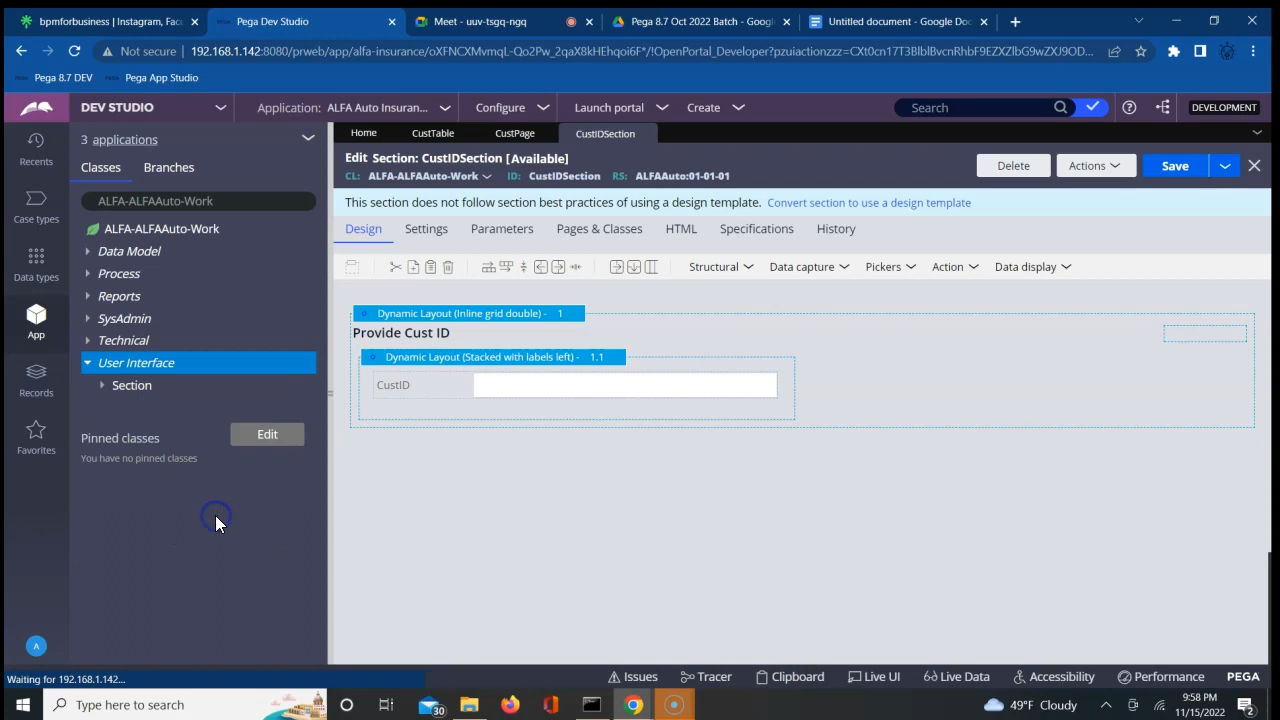 bpmforbusiness | Instagram, Face
Pega Dev Studio
Meet - uuv-tsgq-ngq
Pega 8.7 Oct 2022 Batch - Google
Untitled document - Google Doc
Not secure
192.168.1.142:8080/prweb/app/alfa-insurance/oXFNCXMvmqL-Qo2Pw_2qaX8kHEhqoi6F*/!OpenPortal_Developer?pzuiactionzzz=CXt0cn17T3BlblBvcnRhbF9EZXZlbG9wZXJ9OD...
Pega 8.7 DEV
Pega App Studio
DEV STUDIO
Application: ALFA Auto Insuran...
Configure
Launch portal
Create
Search
DEVELOPMENT
3 applications
Classes
Branches
ALFA-ALFAAuto-Work
ALFA-ALFAAuto-Work
Data Model
Process
Reports
SysAdmin
Technical
User Interface
Section
Pinned classes
Edit
You have no pinned classes
Recents
Case types
Data types
App
Records
Favorites
A
Home
CustTable
CustPage
CustIDSection
Edit Section: CustIDSection [Available]
CL: ALFA-ALFAAuto-Work
ID: CustIDSection
RS: ALFAAuto:01-01-01
Delete
Actions
Save
This section does not follow section best practices of using a design template. Convert section to use a design template
Design
Settings
Parameters
Pages & Classes
HTML
Specifications
History
Structural
Data capture
Pickers
Action
Data display
Dynamic Layout (Inline grid double) - 1
Provide Cust ID
Dynamic Layout (Stacked with labels left) - 1.1
CustID
Waiting for 192.168.1.142...
Issues
Tracer
Clipboard
Live UI
Live Data
Accessibility
Performance
PEGA
Type here to search
30
49°F Cloudy
9:58 PM
11/15/2022
2